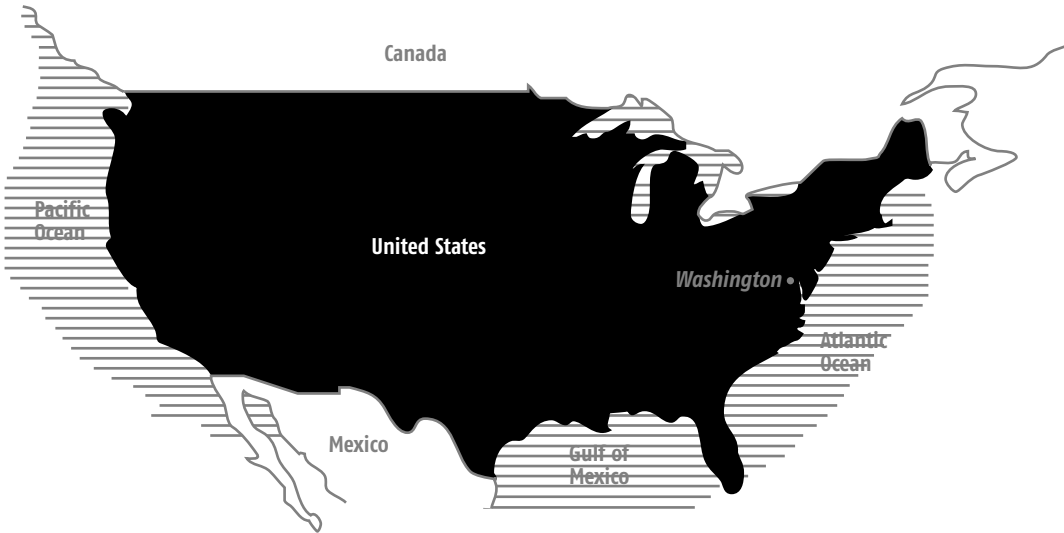 Canada
Pacific
Ocean
United States
Washington
Atlantic
Ocean
Mexico
Gulf of
Mexico